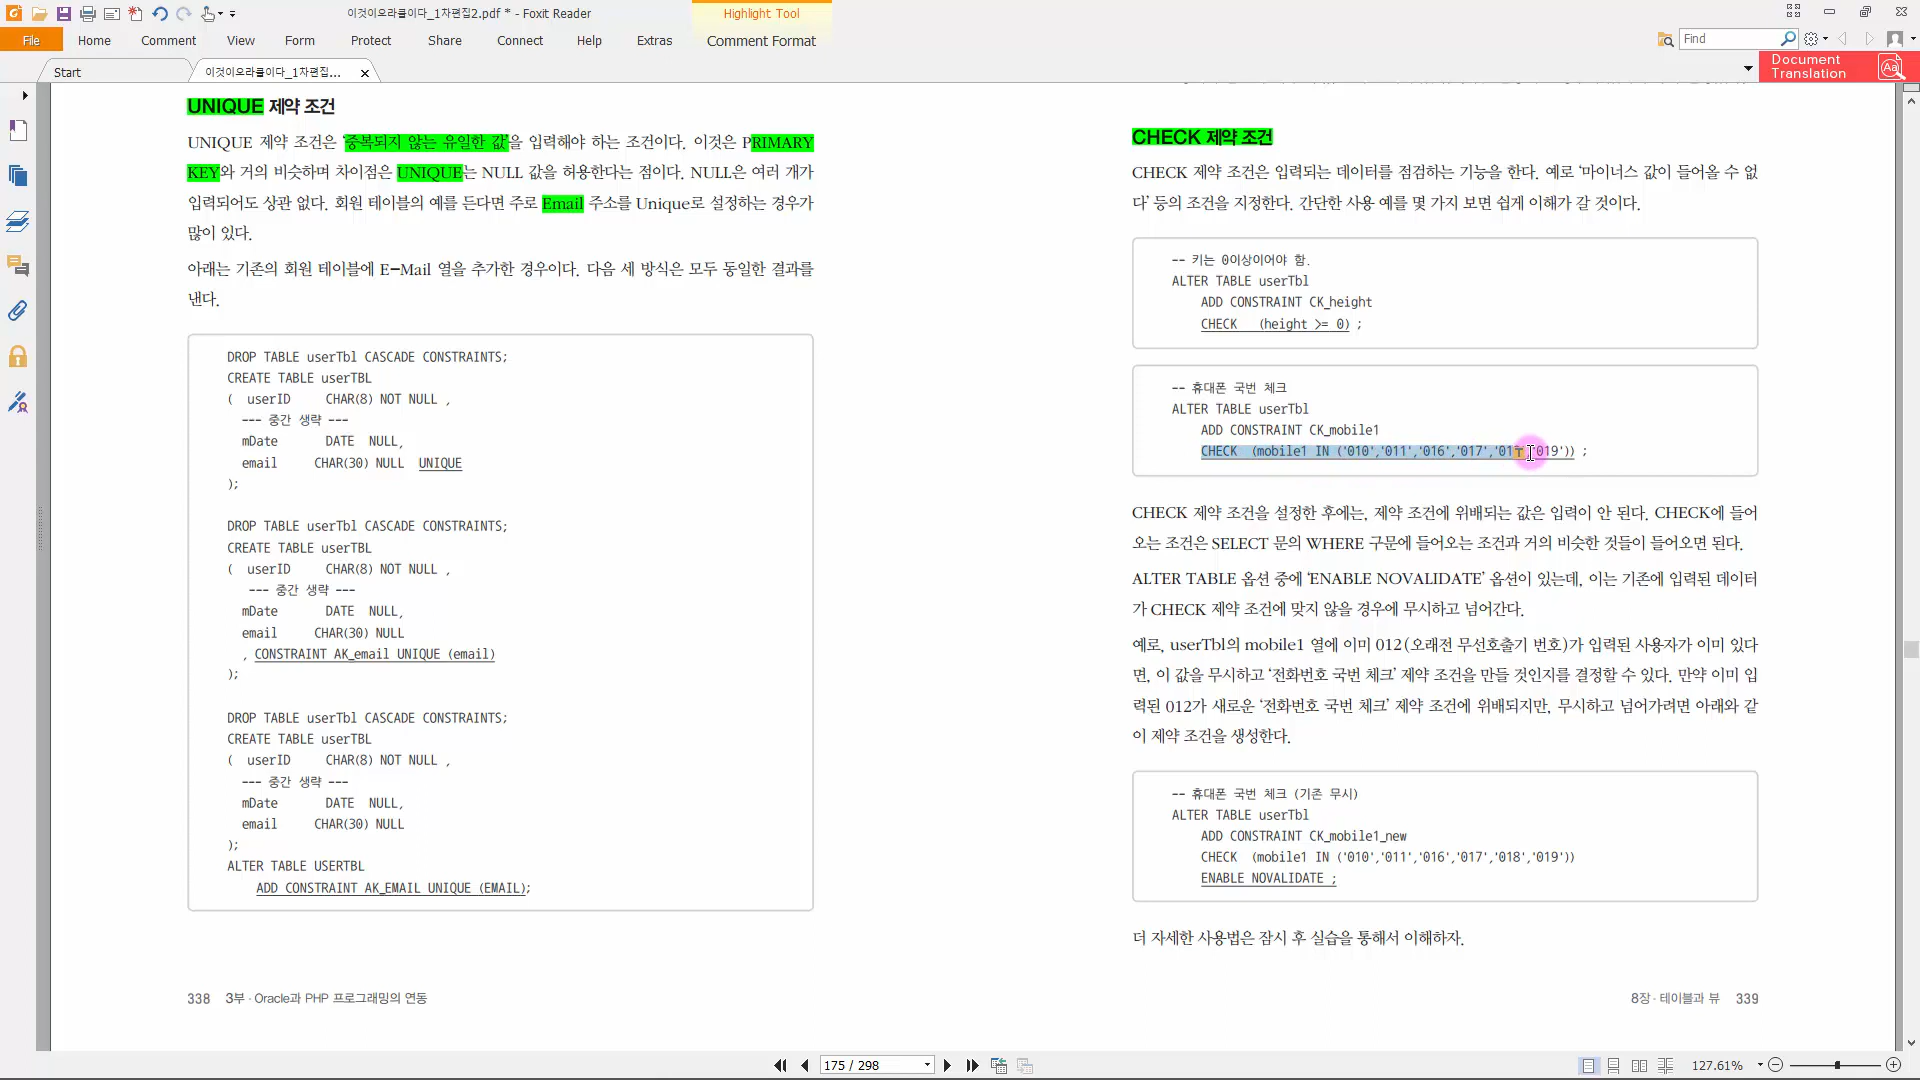 이것이오라클이다_1차편집2.pdf * - Foxit Reader
Highlight Tool
File
Home
Comment
View
Form
Protect
Share
Connect
Help
Extras
Comment Format
Find
Start
이것이오라클이다_1차편집...
Document
Translation
UNIQUE 제약 조건
UNIQUE 제약 조건은 '중복되지 않는 유일한 값'을 입력해야 하는 조건이다. 이것은 PRIMARY
KEY와 거의 비슷하며 차이점은 UNIQUE는 NULL 값을 허용한다는 점이다. NULL은 여러 개가
입력되어도 상관 없다. 회원 테이블의 예를 든다면 주로 Email 주소를 Unique로 설정하는 경우가
많이 있다.
아래는 기존의 회원 테이블에 E-Mail 열을 추가한 경우이다. 다음 세 방식은 모두 동일한 결과를
낸다.
DROP TABLE userTbl CASCADE CONSTRAINTS;
CREATE TABLE userTBL
( userID CHAR(8) NOT NULL ,
--- 중간 생략 ---
mDate DATE NULL,
email CHAR(30) NULL UNIQUE
);
DROP TABLE userTbl CASCADE CONSTRAINTS;
CREATE TABLE userTBL
( userID CHAR(8) NOT NULL ,
--- 중간 생략 ---
mDate DATE NULL,
email CHAR(30) NULL
, CONSTRAINT AK_email UNIQUE (email)
);
DROP TABLE userTbl CASCADE CONSTRAINTS;
CREATE TABLE userTBL
( userID CHAR(8) NOT NULL ,
--- 중간 생략 ---
mDate DATE NULL,
email CHAR(30) NULL
);
ALTER TABLE USERTBL
ADD CONSTRAINT AK_EMAIL UNIQUE (EMAIL);
338 3부 · Oracle과 PHP 프로그래밍의 연동
CHECK 제약 조건
CHECK 제약 조건은 입력되는 데이터를 점검하는 기능을 한다. 예로 '마이너스 값이 들어올 수 없
다' 등의 조건을 지정한다. 간단한 사용 예를 몇 가지 보면 쉽게 이해가 갈 것이다.
-- 키는 0이상이어야 함.
ALTER TABLE userTbl
ADD CONSTRAINT CK_height
CHECK (height >= 0) ;
-- 휴대폰 국번 체크
ALTER TABLE userTbl
ADD CONSTRAINT CK_mobile1
CHECK (mobile1 IN ('010','011','016','017','018','019')) ;
CHECK 제약 조건을 설정한 후에는, 제약 조건에 위배되는 값은 입력이 안 된다. CHECK에 들어
오는 조건은 SELECT 문의 WHERE 구문에 들어오는 조건과 거의 비슷한 것들이 들어오면 된다.
ALTER TABLE 옵션 중에 'ENABLE NOVALIDATE' 옵션이 있는데, 이는 기존에 입력된 데이터
가 CHECK 제약 조건에 맞지 않을 경우에 무시하고 넘어간다.
예로, userTbl의 mobile1 열에 이미 012(오래전 무선호출기 번호)가 입력된 사용자가 이미 있다
면, 이 값을 무시하고 '전화번호 국번 체크' 제약 조건을 만들 것인지를 결정할 수 있다. 만약 이미 입
력된 012가 새로운 '전화번호 국번 체크' 제약 조건에 위배되지만, 무시하고 넘어가려면 아래와 같
이 제약 조건을 생성한다.
-- 휴대폰 국번 체크 (기존 무시)
ALTER TABLE userTbl
ADD CONSTRAINT CK_mobile1_new
CHECK (mobile1 IN ('010','011','016','017','018','019'))
ENABLE NOVALIDATE ;
더 자세한 사용법은 잠시 후 실습을 통해서 이해하자.
8장 · 테이블과 뷰 339
175 / 298
127.61%